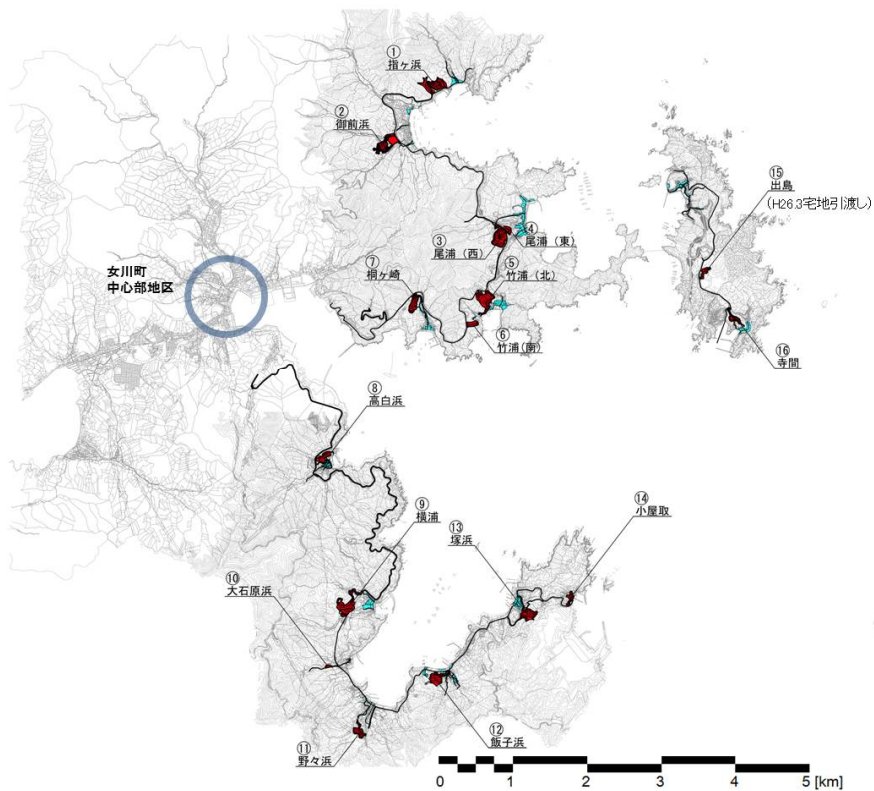 ①
指ヶ浜
②
御前浜
⑮
出島
(H26.3宅地引渡し)
③
尾浦（西）
④
尾浦（東）
女川町
中心部地区
⑦
桐ヶ崎
⑤
竹浦（北）
⑥
竹浦(南)
⑯
寺間
⑧
高白浜
⑨
横浦
⑭
小屋取
⑬
塚浜
⑩
大石原浜
⑫
飯子浜
⑪
野々浜
0 1 2 3 4 5 [km]